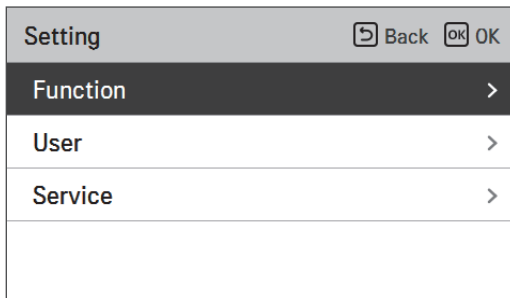 Setting Back OK OK
Function >
User >
Service >